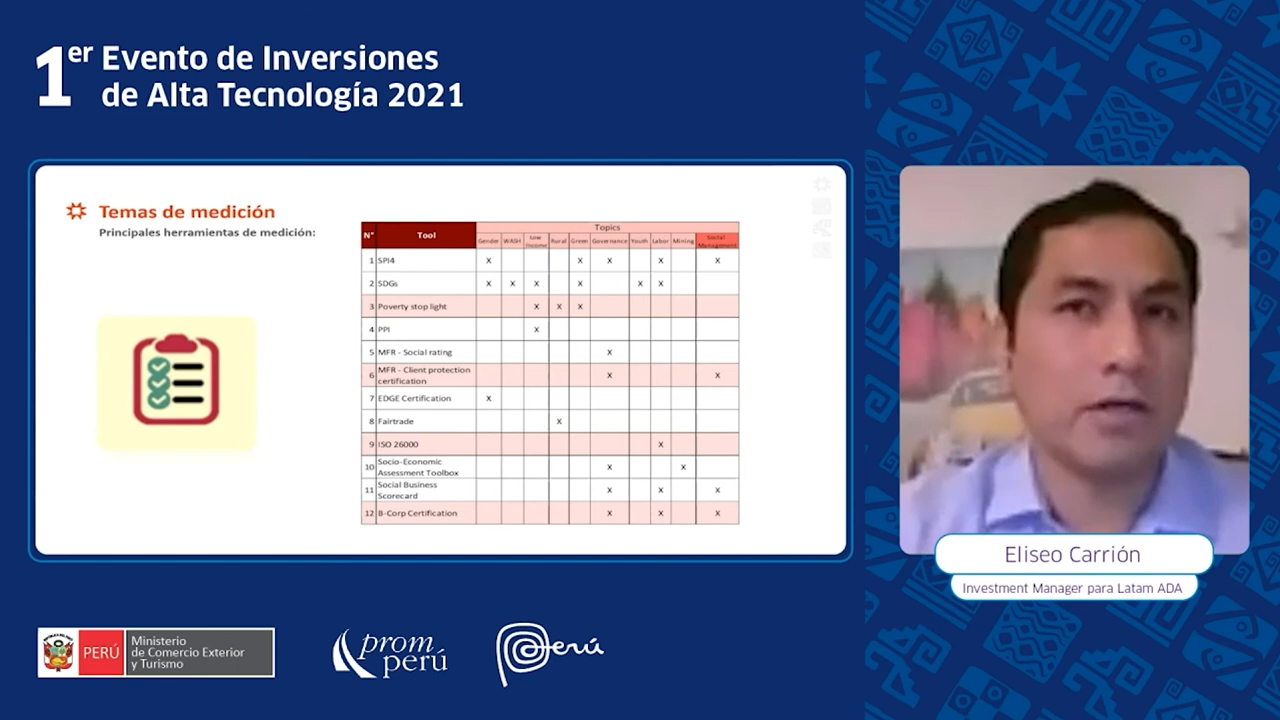 1er Evento de Inversiones
de Alta Tecnología 2021
Temas de medición
Principales herramientas de medición:
N° Tool Topics
Gender WASH Low Income Rural Green Governance Youth Labor Mining Social Management
1 SPI4 X X X X X
2 SDGs X X X X X X
3 Poverty stop light X X X
4 PPI X
5 MFR - Social rating X
6 MFR - Client protection certification X X
7 EDGE Certification X
8 Fairtrade X
9 ISO 26000 X
10 Socio-Economic Assessment Toolbox X X
11 Social Business Scorecard X X X
12 B-Corp Certification X X X
Eliseo Carrión
Investment Manager para Latam ADA
PERÚ
Ministerio
de Comercio Exterior
y Turismo
prom
perú
Perú